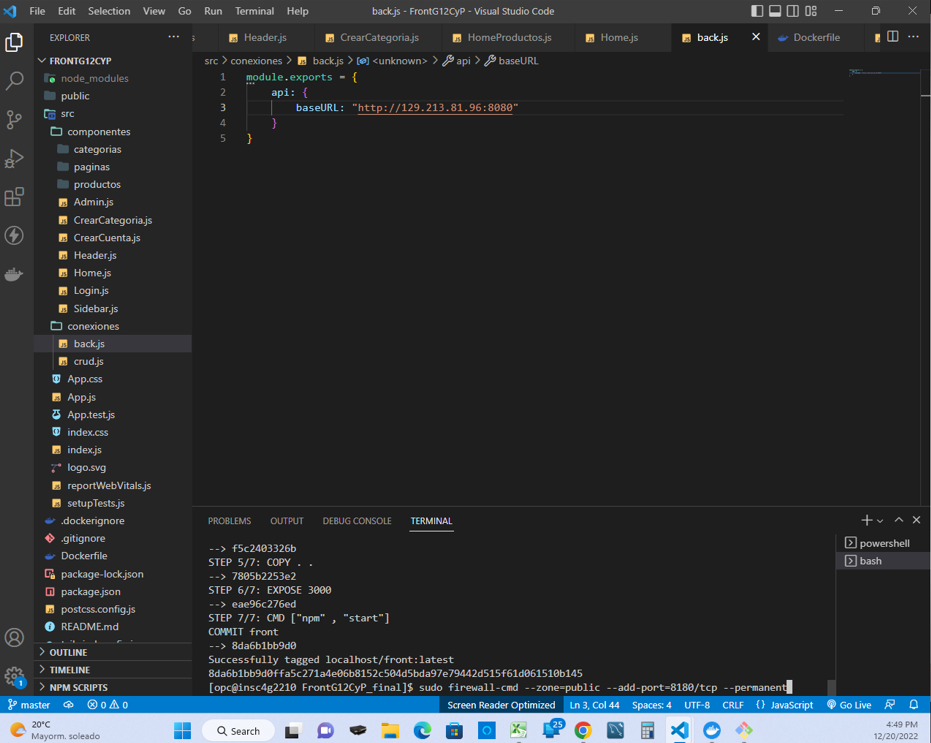 File Edit Selection View Go Run Terminal Help
back.js - FrontG12CyP - Visual Studio Code
EXPLORER
FRONTG12CYP
node_modules
public
src
componentes
categorias
paginas
productos
Admin.js
CrearCategoria.js
CrearCuenta.js
Header.js
Home.js
Login.js
Sidebar.js
conexiones
back.js
crud.js
App.css
App.js
App.test.js
index.css
index.js
logo.svg
reportWebVitals.js
setupTests.js
.dockerignore
.gitignore
Dockerfile
package-lock.json
package.json
postcss.config.js
README.md
OUTLINE
TIMELINE
NPM SCRIPTS
Header.js CrearCategoria.js HomeProductos.js Home.js back.js Dockerfile
src > conexiones > back.js > <unknown> > api > baseURL
1 module.exports = {
2 api: {
3 baseURL: "http://129.213.81.96:8080"
4 }
5 }
PROBLEMS OUTPUT DEBUG CONSOLE TERMINAL
--> f5c2403326b
STEP 5/7: COPY . .
--> 7805b2253e2
STEP 6/7: EXPOSE 3000
--> eae96c276ed
STEP 7/7: CMD ["npm" , "start"]
COMMIT front
--> 8da6b1bb9d0
Successfully tagged localhost/front:latest
8da6b1bb9d0ffa5c271a4e06b8152c504d5bda97e79442d515f61d061510b145
[opc@insc4g2210 FrontG12CyP_final]$ sudo firewall-cmd --zone=public --add-port=8180/tcp --permanent
powershell
bash
1
master 0 0 Screen Reader Optimized Ln 3, Col 44 Spaces: 4 UTF-8 CRLF {} JavaScript Go Live
20°C
Mayorm. soleado
Search
25
4:49 PM
12/20/2022